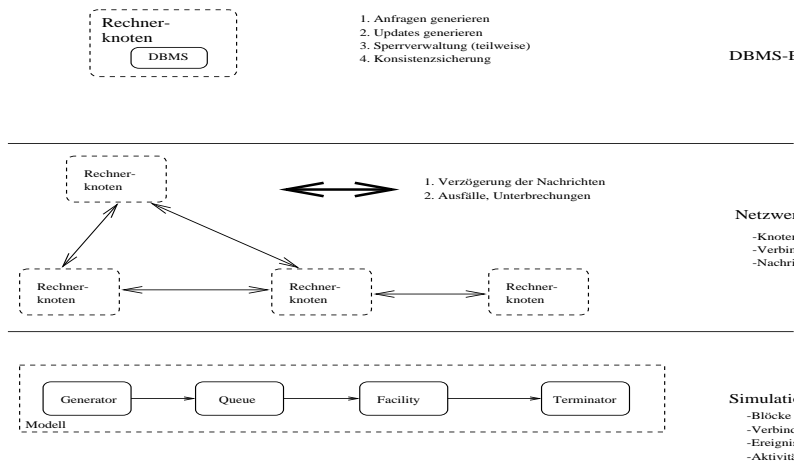 Rechner-
knoten
DBMS
1. Anfragen generieren
2. Updates generieren
3. Sperrverwaltung (teilweise)
4. Konsistenzsicherung
Rechner-
knoten
1. Verzögerung der Nachrichten
2. Ausfälle, Unterbrechungen
-Knoten
Rechner-
knoten
Rechner-
knoten
Rechner-
knoten
Generator
Queue
Facility
Terminator
Modell
-Blöcke